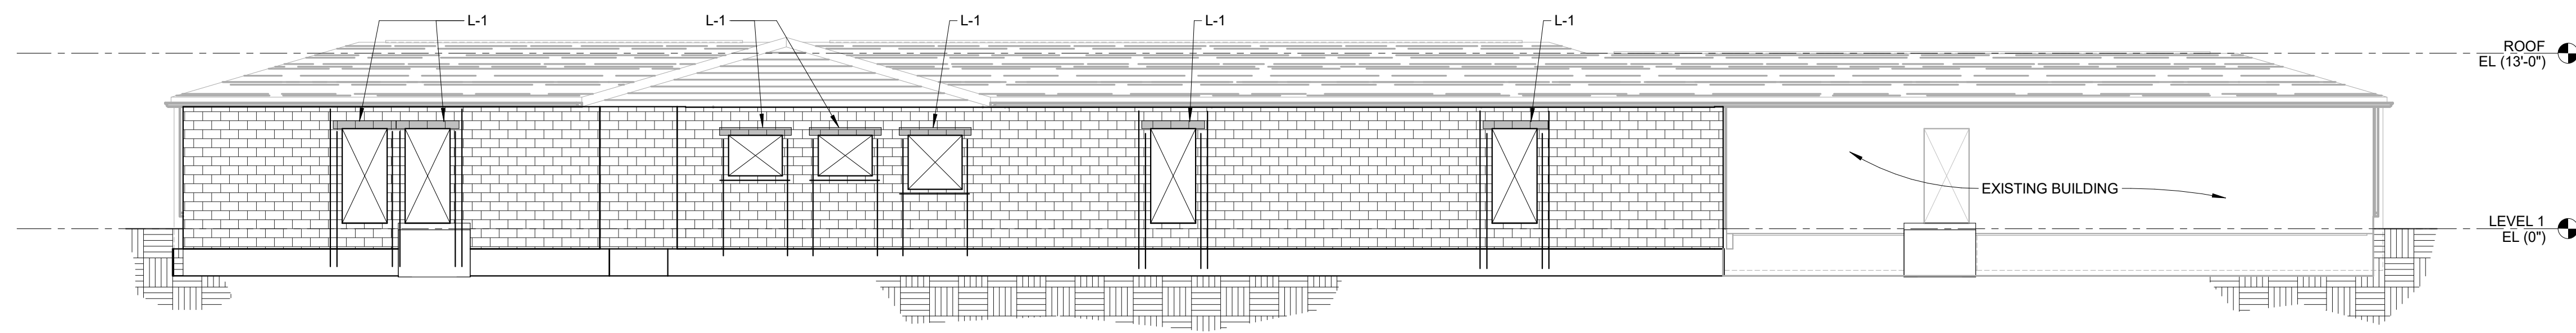 L-1
L-1
L-1
L-1
L-1
ROOF
EL (13'-0")
EXISTING BUILDING
LEVEL 1
EL (0")